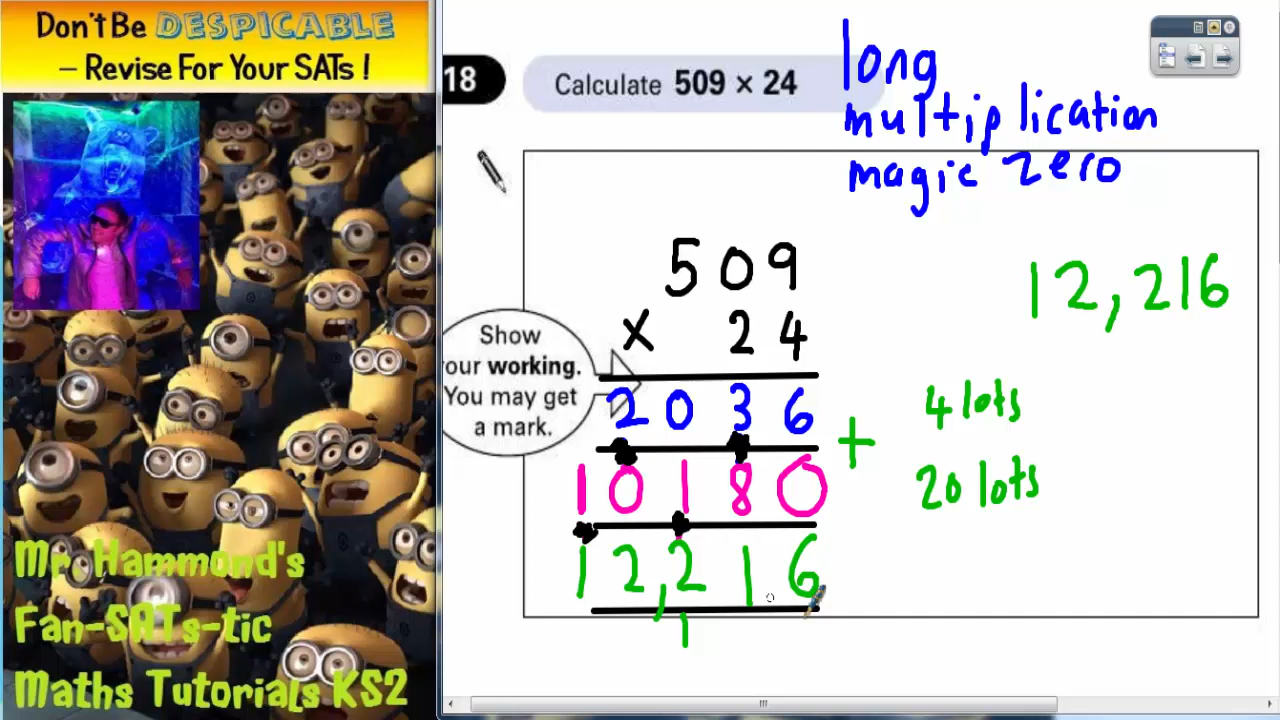 Don't Be DESPICABLE
– Revise For Your SATs !
Mr Hammond's
Fan-SATs-tic
Maths Tutorials KS2
18
Calculate 509 × 24
long
multiplication
magic zero
Show
our working.
You may get
a mark.
509
× 24
2036
+
10180
12,216
1
12,216
4 lots
20 lots